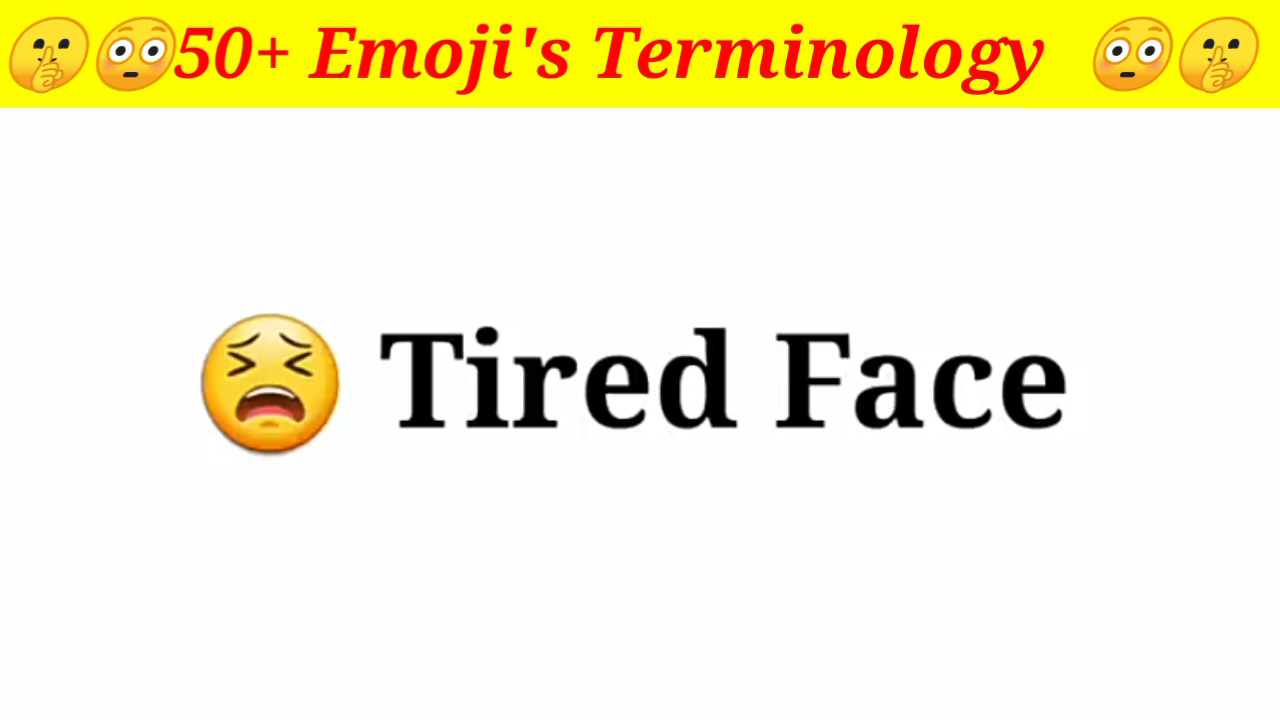 🤫😳50+ Emoji's Terminology 😳🤫
😫 Tired Face